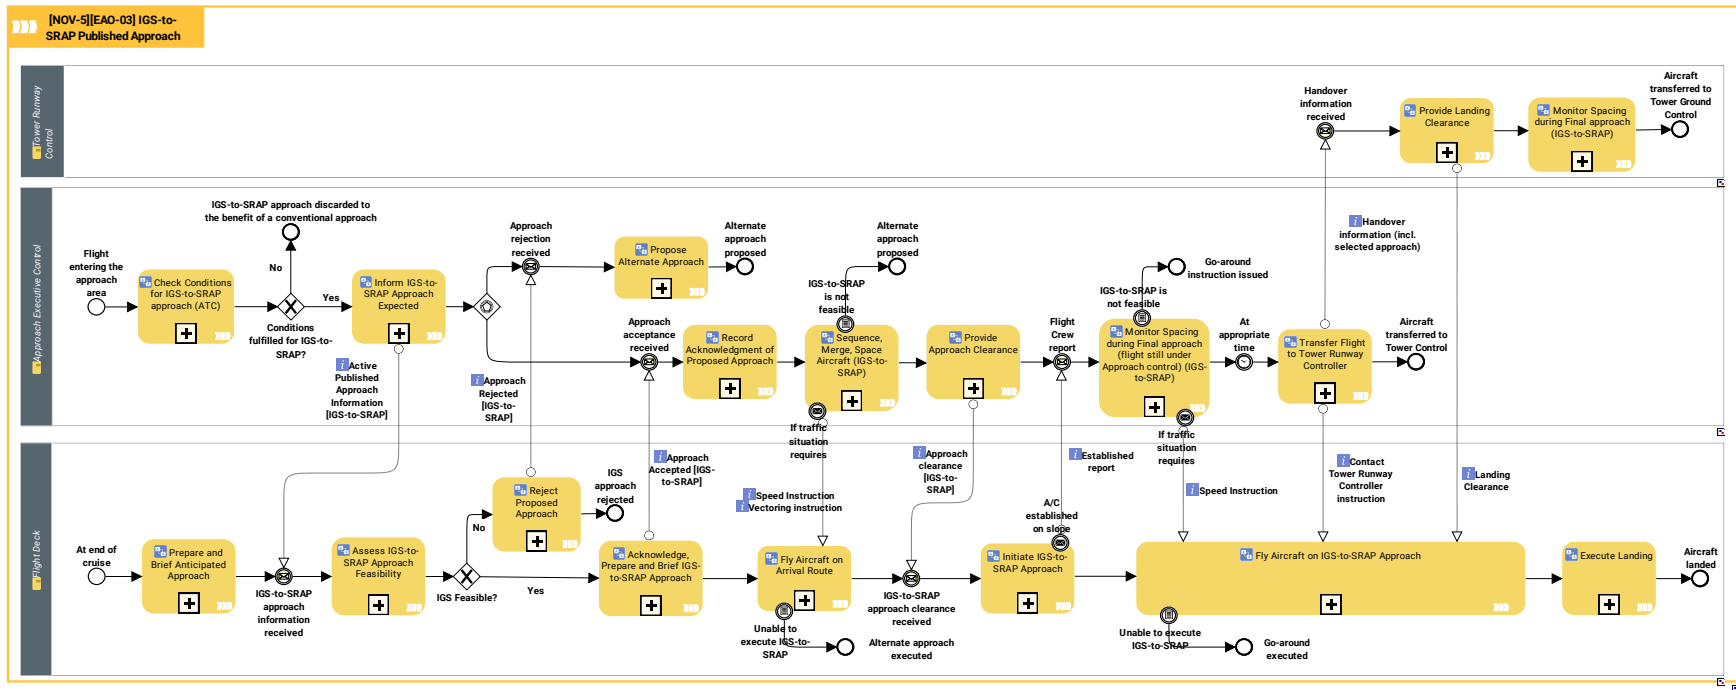 [NOV-5][EAO-03] IGS-to-
SRAP Published Approach
Tower Runway
Control
Handover
information
received
Provide Landing
Clearance
Monitor Spacing
during Final approach
(IGS-to-SRAP)
Aircraft
transferred to
Tower Ground
Control
Approach Executive Control
Flight
entering the
approach
area
Check Conditions
for IGS-to-SRAP
approach (ATC)
IGS-to-SRAP approach discarded to
the benefit of a conventional approach
No
Yes
Conditions
fulfilled for IGS-to-
SRAP?
Inform IGS-to-
SRAP Approach
Expected
Active
Published
Approach
Information
[IGS-to-SRAP]
Approach
rejection
received
Propose
Alternate Approach
Alternate
approach
proposed
Approach
Rejected
[IGS-to-
SRAP]
Approach
acceptance
received
Record
Acknowledgment of
Proposed Approach
Alternate
approach
proposed
IGS-to-SRAP
is not
feasible
Sequence,
Merge, Space
Aircraft (IGS-to-
SRAP)
If traffic
situation
requires
Provide
Approach Clearance
Flight
Crew
report
Go-around
instruction issued
IGS-to-SRAP is
not feasible
Monitor Spacing
during Final approach
(flight still under
Approach control) (IGS-
to-SRAP)
If traffic
situation
requires
At
appropriate
time
Transfer Flight
to Tower Runway
Controller
Aircraft
transferred to
Tower Control
Handover
information (incl.
selected approach)
Approach
Accepted [IGS-
to-SRAP]
Speed Instruction
Vectoring instruction
Approach
clearance
[IGS-to-
SRAP]
Established
report
Speed Instruction
Contact
Tower Runway
Controller
instruction
Landing
Clearance
Flight Deck
At end of
cruise
Prepare and
Brief Anticipated
Approach
IGS-to-SRAP
approach
information
received
Assess IGS-to-
SRAP Approach
Feasibility
IGS Feasible?
No
Yes
Reject
Proposed
Approach
IGS
approach
rejected
Acknowledge,
Prepare and Brief IGS-
to-SRAP Approach
Fly Aircraft on
Arrival Route
Unable to
execute IGS-to-
SRAP
Alternate approach
executed
IGS-to-SRAP
approach clearance
received
A/C
established
on slope
Initiate IGS-to-
SRAP Approach
Fly Aircraft on IGS-to-SRAP Approach
Unable to execute
IGS-to-SRAP
Go-around
executed
Execute Landing
Aircraft
landed